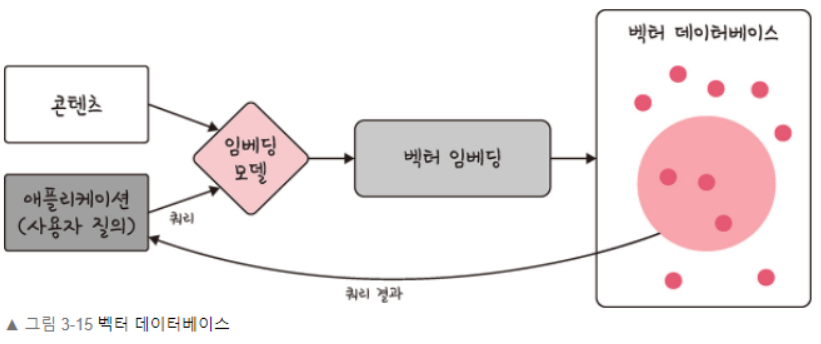 벡터 데이터베이스
콘텐츠
임베딩
모델
벡터 임베딩
애플리케이션
(사용자 질의)
쿼리
쿼리 결과
▲ 그림 3-15 벡터 데이터베이스